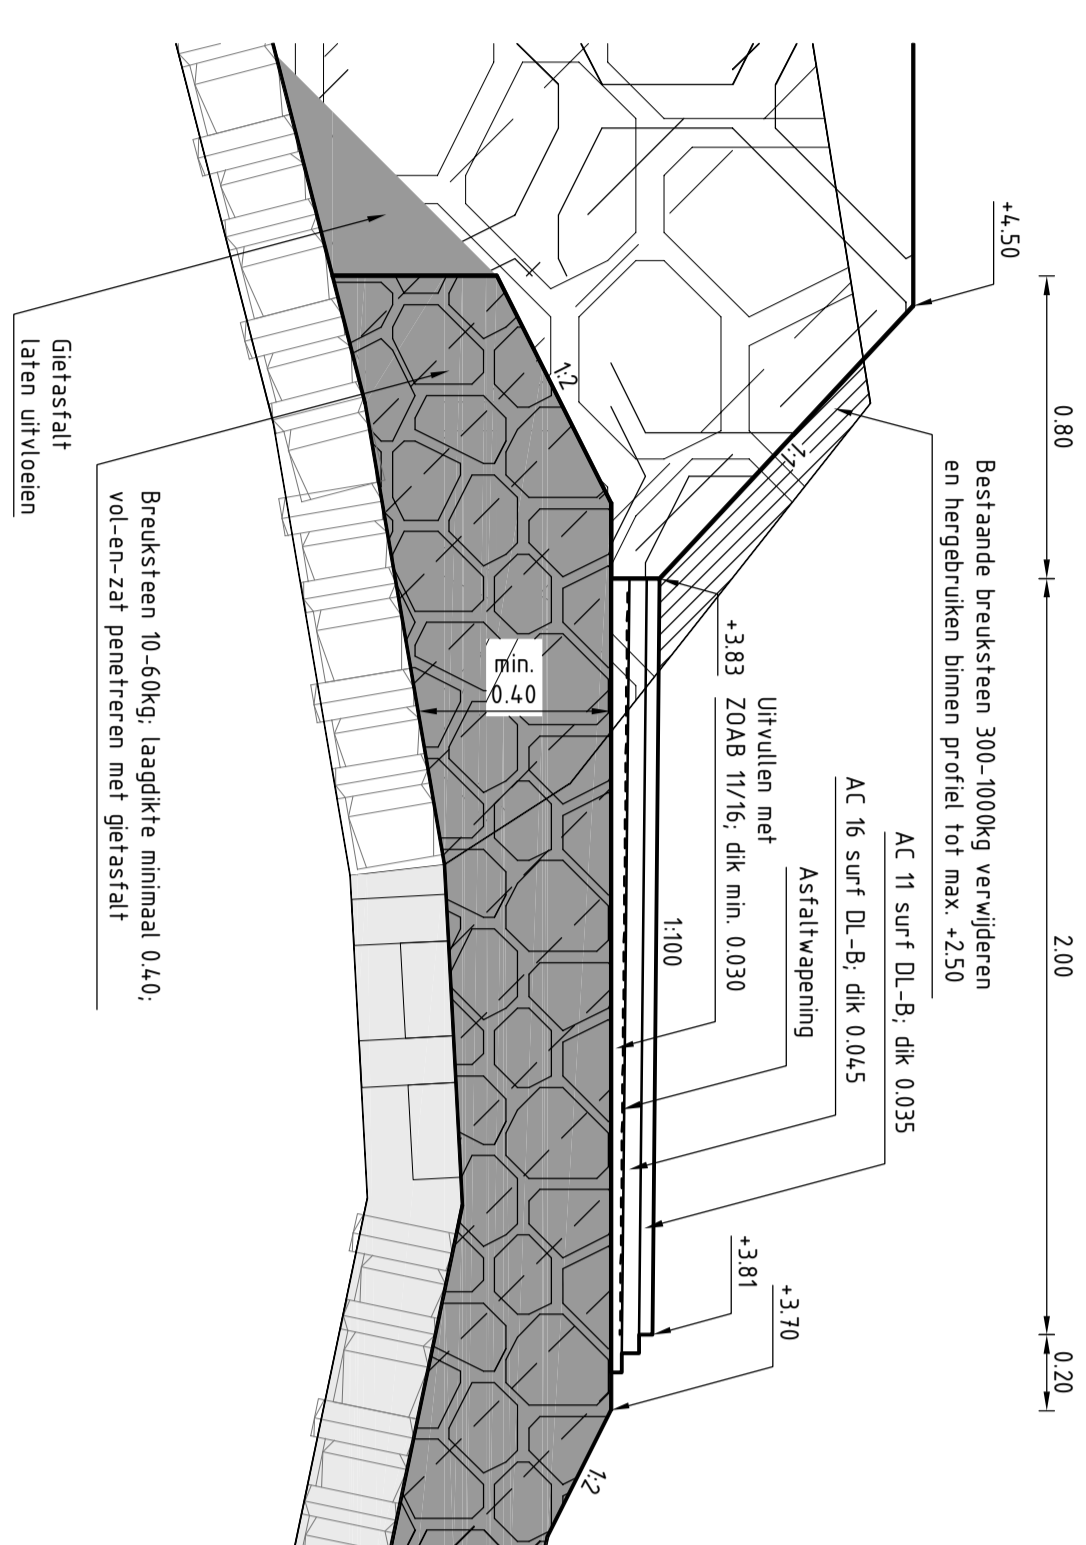 0.80
2.00
0.20
+4.50
Bestaande breuksteen 300-1000kg verwijderen
en hergebruiken binnen profiel tot max. +2.50
AC 11 surf DL-B; dik 0.035
AC 16 surf DL-B; dik 0.045
Asfaltwapening
Uitvullen met
ZOAB 11/16; dik min. 0.030
+3.83
+3.81
+3.70
1:1
1:100
1:2
1:2
min.
0.40
Breuksteen 10-60kg; laagdikte minimaal 0.40;
vol-en-zat penetreren met gietasfalt
Gietasfalt
laten uitvloeien